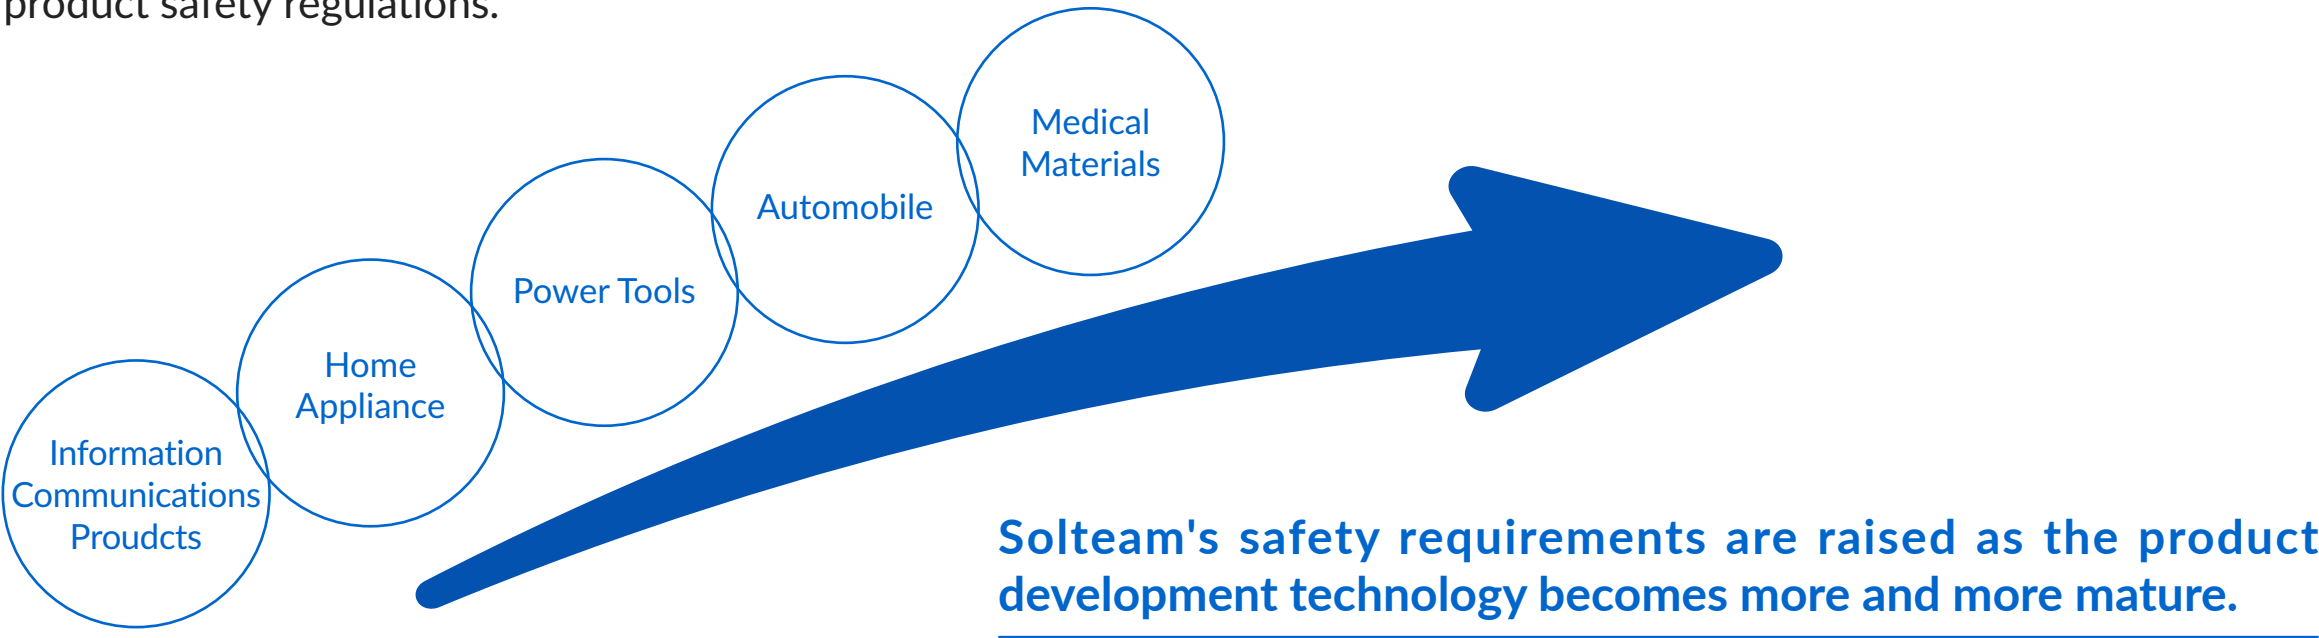 product safety regulations.
Medical
Materials
Automobile
Power Tools
Home
Appliance
Information
Communications
Proudcts
Solteam's safety requirements are raised as the product
development technology becomes more and more mature.